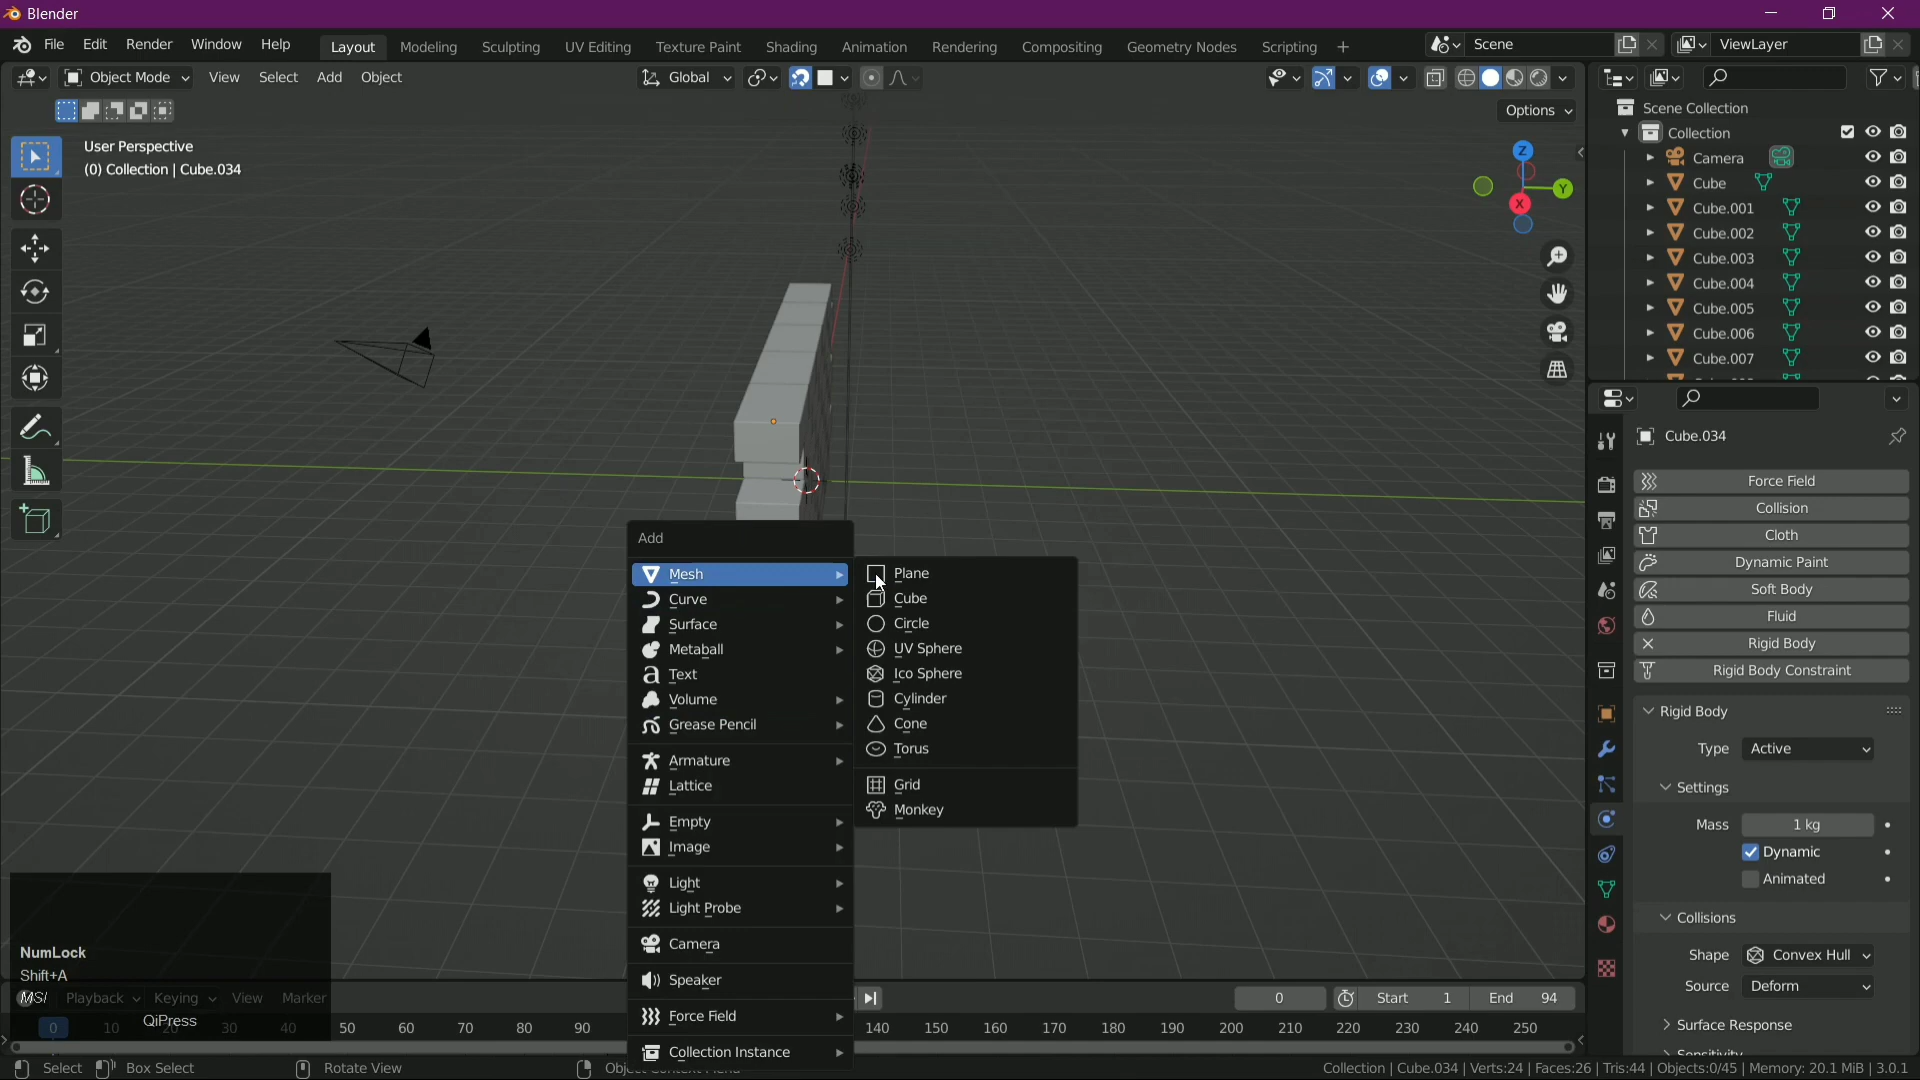 Blender
File Edit Render Window Help
Layout Modeling Sculpting UV Editing Texture Paint Shading Animation Rendering Compositing Geometry Nodes Scripting +
Scene
ViewLayer
Object Mode View Select Add Object
Global
Options
User Perspective
(0) Collection | Cube.034
Z
Y
X
Scene Collection
Collection
Camera
Cube
Cube.001
Cube.002
Cube.003
Cube.004
Cube.005
Cube.006
Cube.007
Cube.034
Force Field
Collision
Cloth
Dynamic Paint
Soft Body
Fluid
Rigid Body
Rigid Body Constraint
Rigid Body
Type Active
Settings
Mass 1 kg
Dynamic
Animated
Collisions
Shape Convex Hull
Source Deform
Surface Response
Add
Mesh
Curve
Surface
Metaball
Text
Volume
Grease Pencil
Armature
Lattice
Empty
Image
Light
Light Probe
Camera
Speaker
Force Field
Collection Instance
Plane
Cube
Circle
UV Sphere
Ico Sphere
Cylinder
Cone
Torus
Grid
Monkey
NumLock
Shift+A
MSI
QiPress
Playback Keying View Marker
0 Start 1 End 94
0 10 20 30 40 50 60 70 80 90 140 150 160 170 180 190 200 210 220 230 240 250
Select Box Select Rotate View
Collection | Cube.034 | Verts:24 | Faces:26 | Tris:44 | Objects:0/45 | Memory: 20.1 MiB | 3.0.1